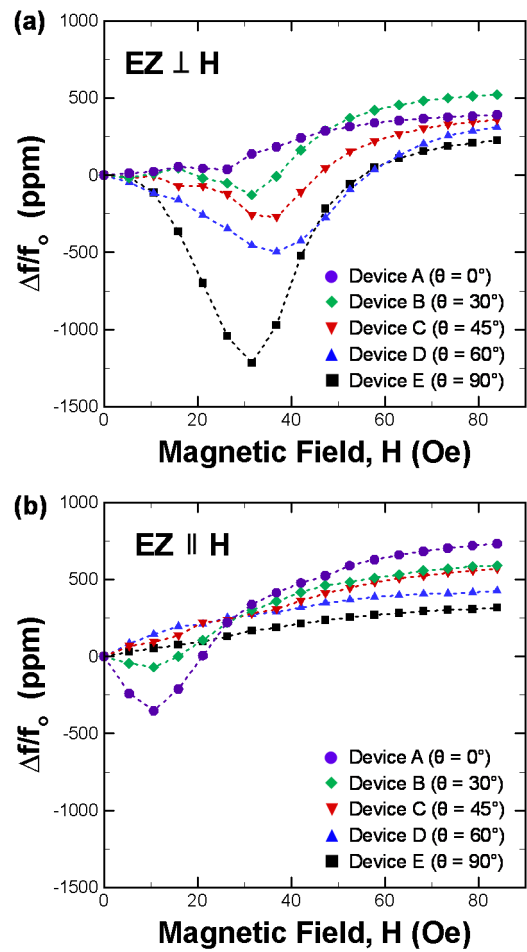 (a)
1000
500
0
-500
-1000
-1500
Δf/fo (ppm)
EZ ⊥ H
Device A (θ = 0°)
Device B (θ = 30°)
Device C (θ = 45°)
Device D (θ = 60°)
Device E (θ = 90°)
0 20 40 60 80
Magnetic Field, H (Oe)
(b)
1000
500
0
-500
-1000
-1500
Δf/fo (ppm)
EZ ∥ H
Device A (θ = 0°)
Device B (θ = 30°)
Device C (θ = 45°)
Device D (θ = 60°)
Device E (θ = 90°)
0 20 40 60 80
Magnetic Field, H (Oe)